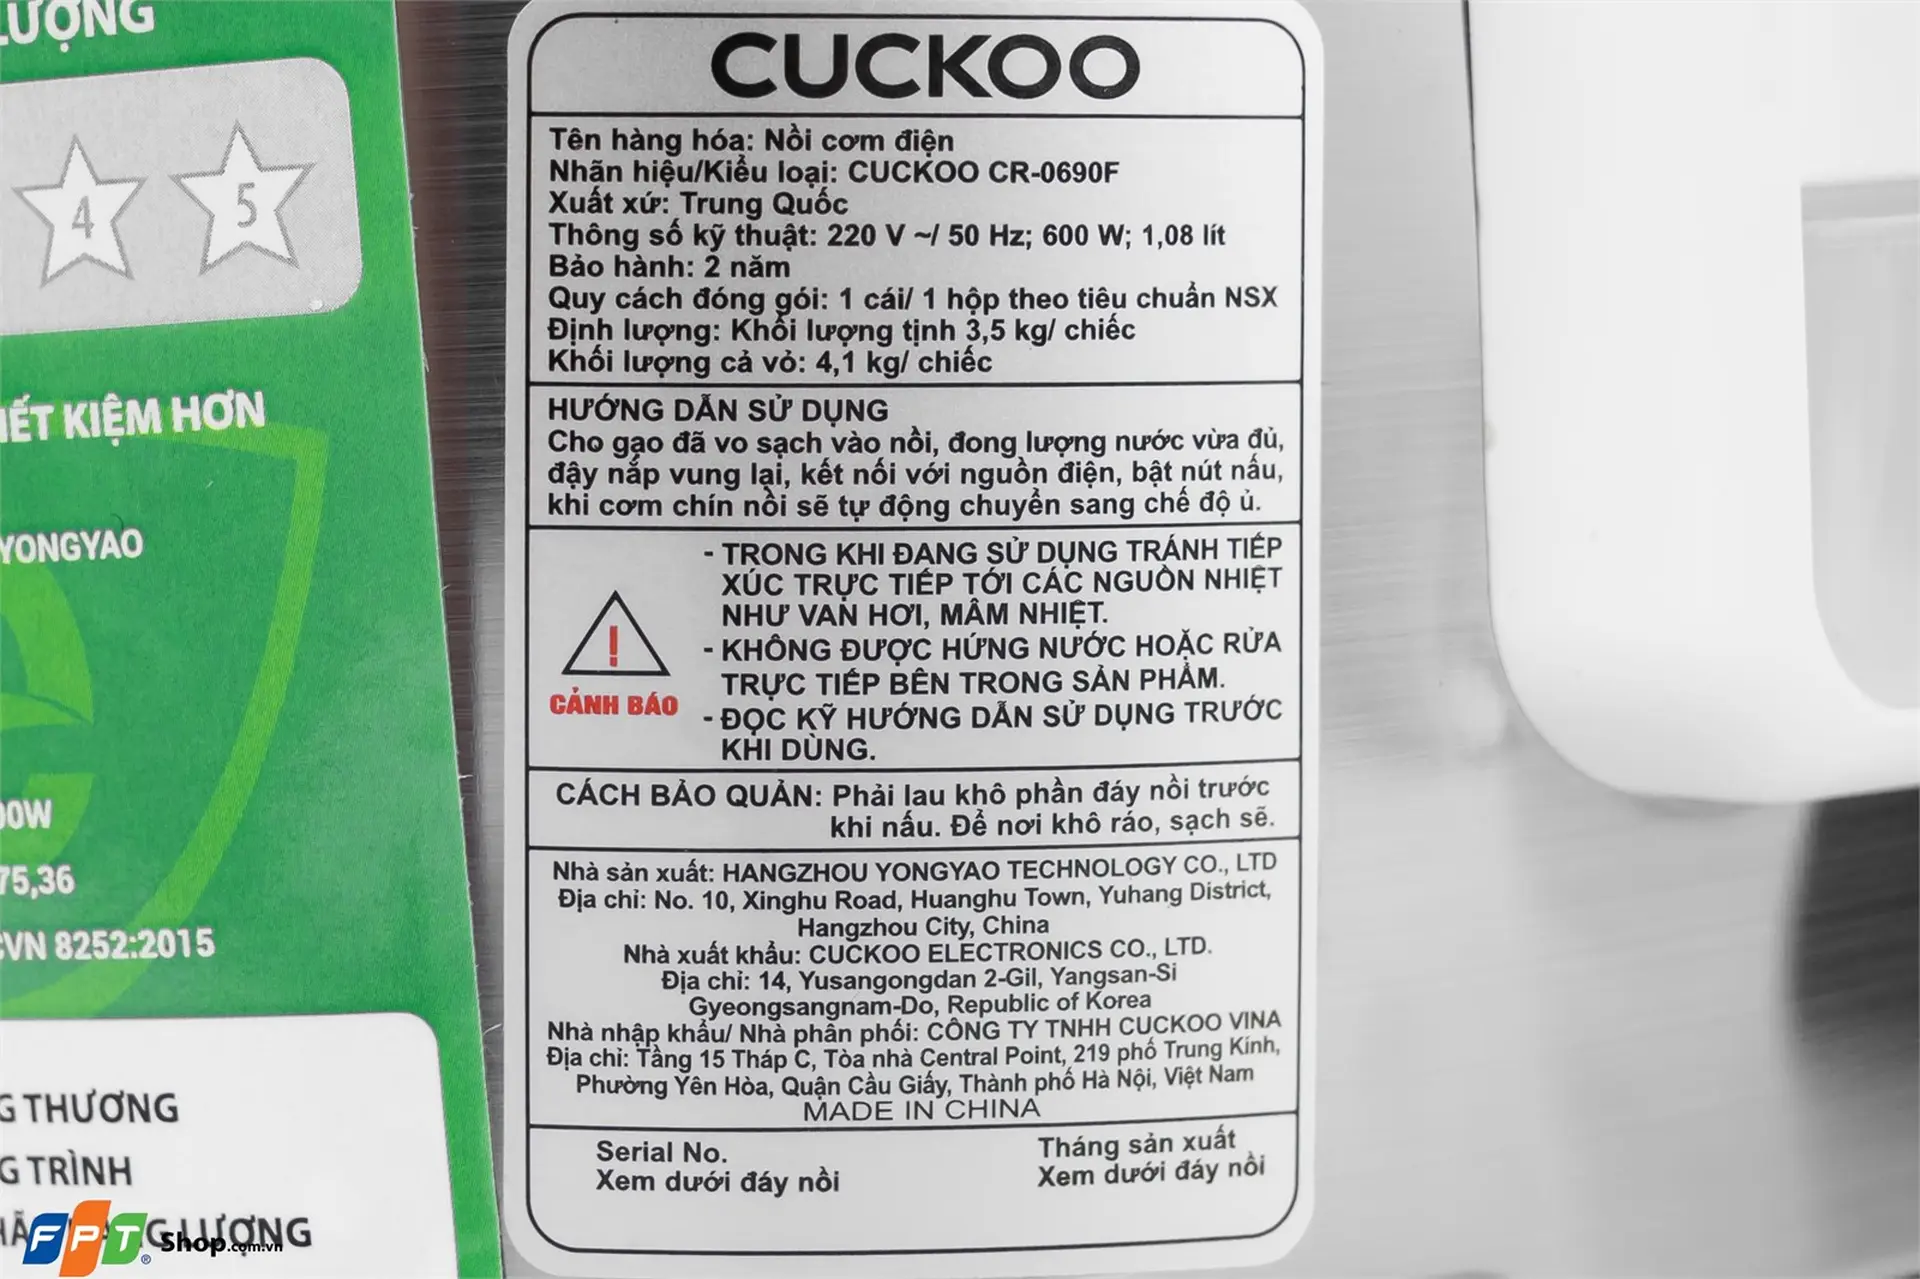 LƯỢNG
4 5
IẾT KIỆM HƠN
YONGYAO
00W
75,36
CVN 8252:2015
G THƯƠNG
G TRÌNH
LƯỢNG
FPT® Shop.com.vn
CUCKOO
Tên hàng hóa: Nồi cơm điện
Nhãn hiệu/Kiểu loại: CUCKOO CR-0690F
Xuất xứ: Trung Quốc
Thông số kỹ thuật: 220 V ~/ 50 Hz; 600 W; 1,08 lít
Bảo hành: 2 năm
Quy cách đóng gói: 1 cái/ 1 hộp theo tiêu chuẩn NSX
Định lượng: Khối lượng tịnh 3,5 kg/ chiếc
Khối lượng cả vỏ: 4,1 kg/ chiếc
HƯỚNG DẪN SỬ DỤNG
Cho gạo đã vo sạch vào nồi, đong lượng nước vừa đủ,
đậy nắp vung lại, kết nối với nguồn điện, bật nút nấu,
khi cơm chín nồi sẽ tự động chuyển sang chế độ ủ.
CẢNH BÁO
- TRONG KHI ĐANG SỬ DỤNG TRÁNH TIẾP
XÚC TRỰC TIẾP TỚI CÁC NGUỒN NHIỆT
NHƯ VAN HƠI, MÂM NHIỆT.
- KHÔNG ĐƯỢC HỨNG NƯỚC HOẶC RỬA
TRỰC TIẾP BÊN TRONG SẢN PHẨM.
- ĐỌC KỸ HƯỚNG DẪN SỬ DỤNG TRƯỚC
KHI DÙNG.
CÁCH BẢO QUẢN: Phải lau khô phần đáy nồi trước
khi nấu. Để nơi khô ráo, sạch sẽ.
Nhà sản xuất: HANGZHOU YONGYAO TECHNOLOGY CO., LTD
Địa chỉ: No. 10, Xinghu Road, Huanghu Town, Yuhang District,
Hangzhou City, China
Nhà xuất khẩu: CUCKOO ELECTRONICS CO., LTD.
Địa chỉ: 14, Yusangongdan 2-Gil, Yangsan-Si
Gyeongsangnam-Do, Republic of Korea
Nhà nhập khẩu/ Nhà phân phối: CÔNG TY TNHH CUCKOO VINA
Địa chỉ: Tầng 15 Tháp C, Tòa nhà Central Point, 219 phố Trung Kính,
Phường Yên Hòa, Quận Cầu Giấy, Thành phố Hà Nội, Việt Nam
MADE IN CHINA
Serial No.
Xem dưới đáy nồi
Tháng sản xuất
Xem dưới đáy nồi